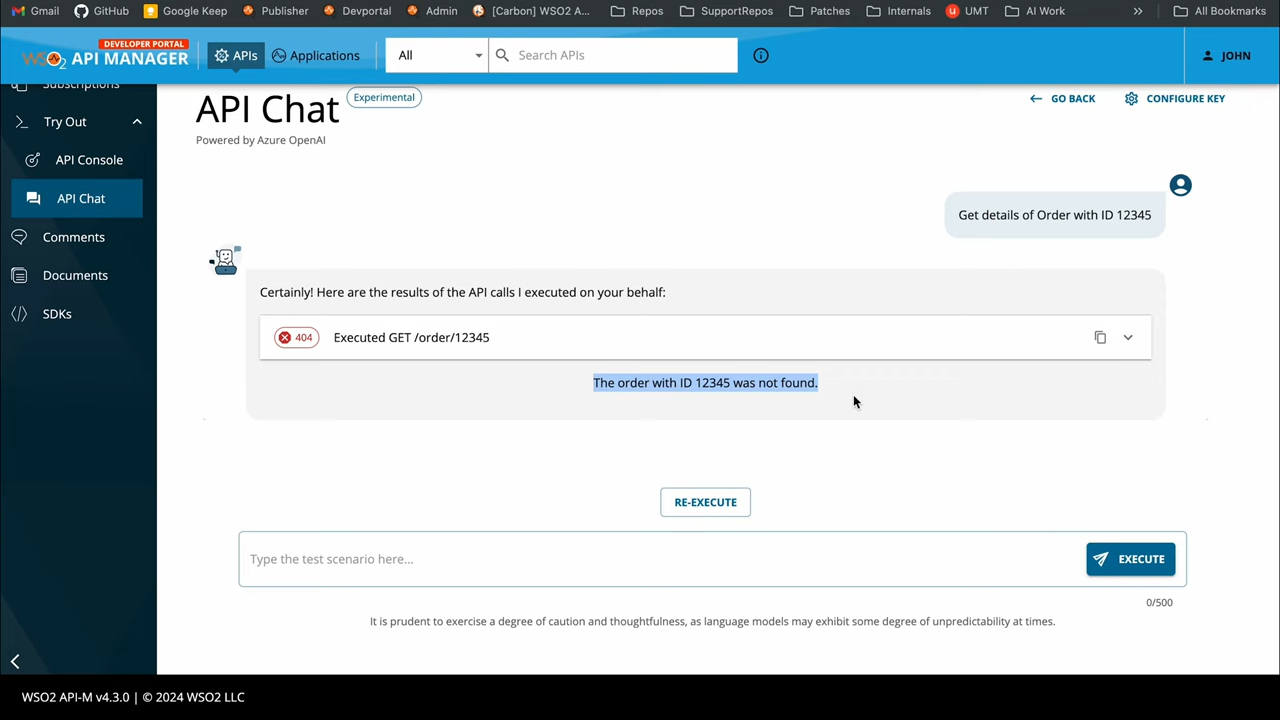 Gmail GitHub Google Keep Publisher Devportal Admin [Carbon] WSO2 A... Repos SupportRepos Patches Internals UMT AI Work » All Bookmarks
DEVELOPER PORTAL
WSO2 API MANAGER APIs Applications All Search APIs JOHN
Subscriptions
Try Out
API Console
API Chat
Comments
Documents
SDKs
API Chat Experimental
GO BACK CONFIGURE KEY
Powered by Azure OpenAI
Get details of Order with ID 12345
Certainly! Here are the results of the API calls I executed on your behalf:
404 Executed GET /order/12345
The order with ID 12345 was not found.
RE-EXECUTE
Type the test scenario here... EXECUTE
0/500
It is prudent to exercise a degree of caution and thoughtfulness, as language models may exhibit some degree of unpredictability at times.
WSO2 API-M v4.3.0 | © 2024 WSO2 LLC